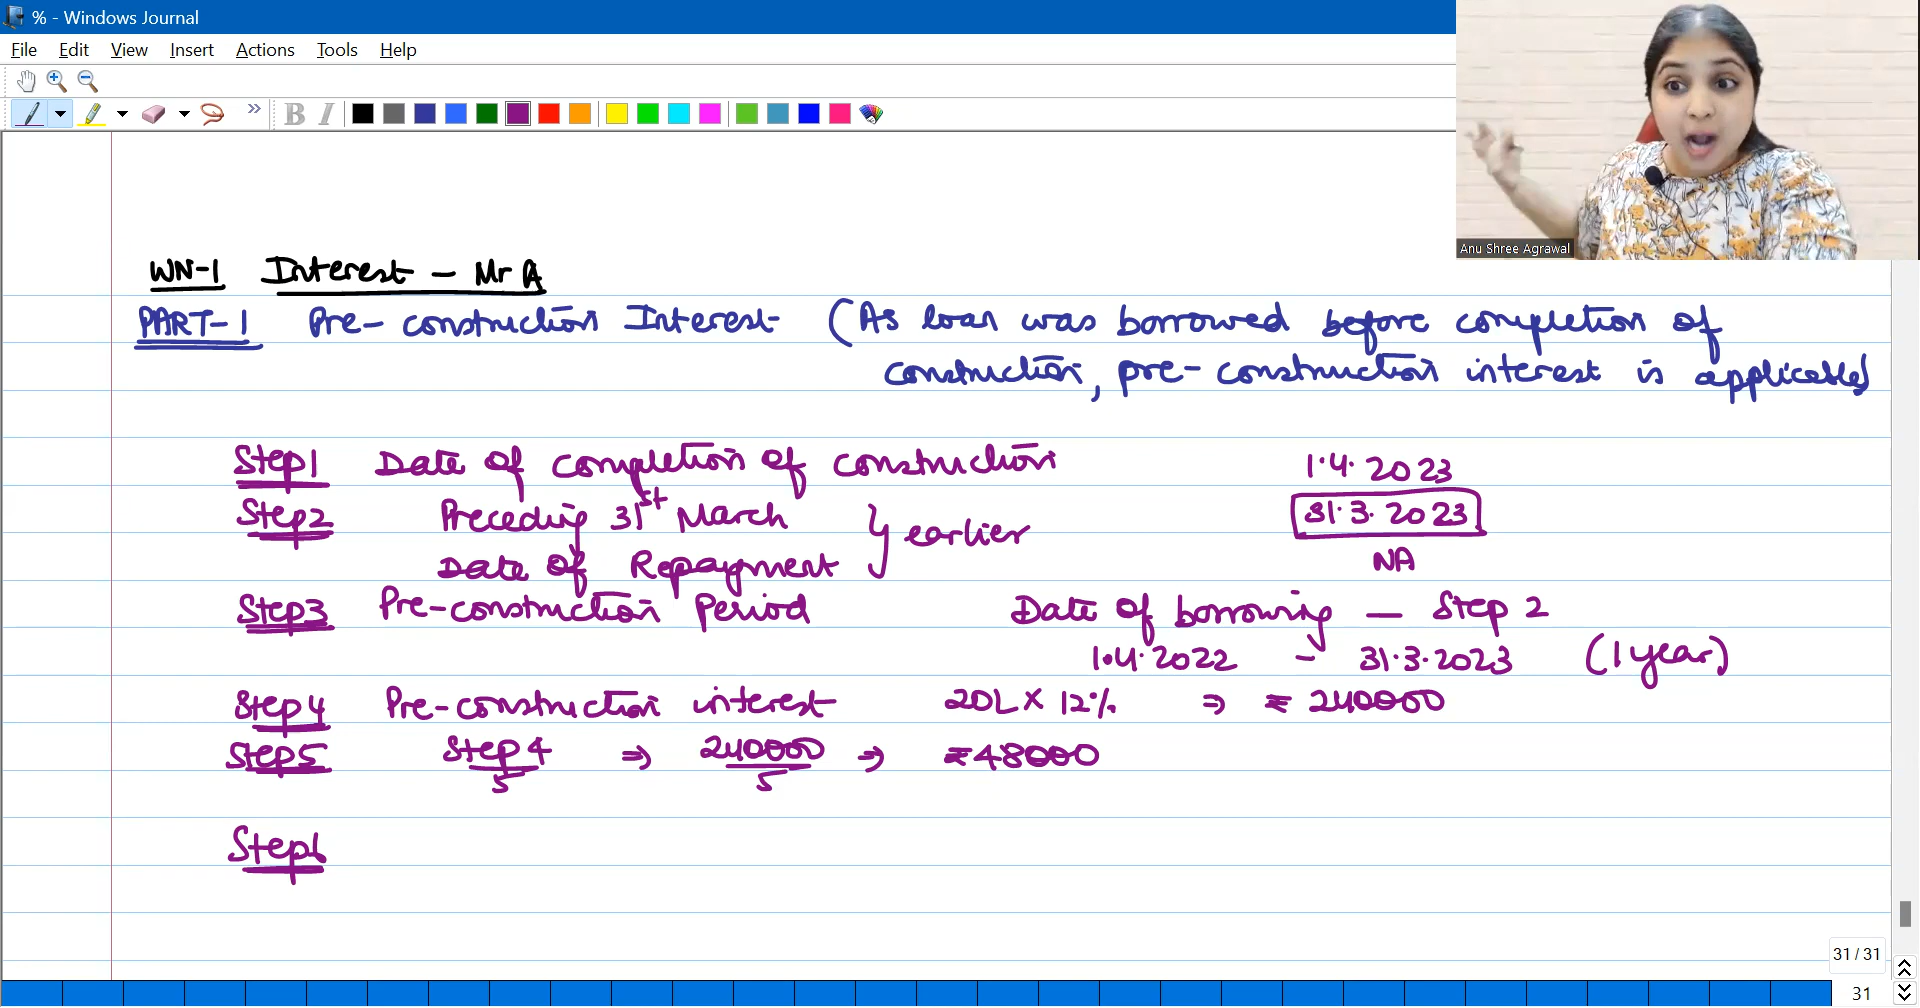 % - Windows Journal
File Edit View Insert Actions Tools Help
B I
Anu Shree Agrawal
WN-1 Interest - Mr A
PART-1 Pre-construction Interest (As loan was borrowed before completion of
construction, pre-construction interest is applicable)
Step1 Date of completion of construction 1.4.2023
Step2 Preceding 31st March } earlier 31.3.2023
Date of Repayment NA
Step3 Pre-construction Period Date of borrowing - Step 2
1.4.2022 - 31.3.2023 (1 year)
Step4 Pre-construction interest 20L x 12% ⇒ ₹ 240000
Step5 Step4/5 ⇒ 240000/5 ⇒ ₹48000
Step6
31 / 31
31